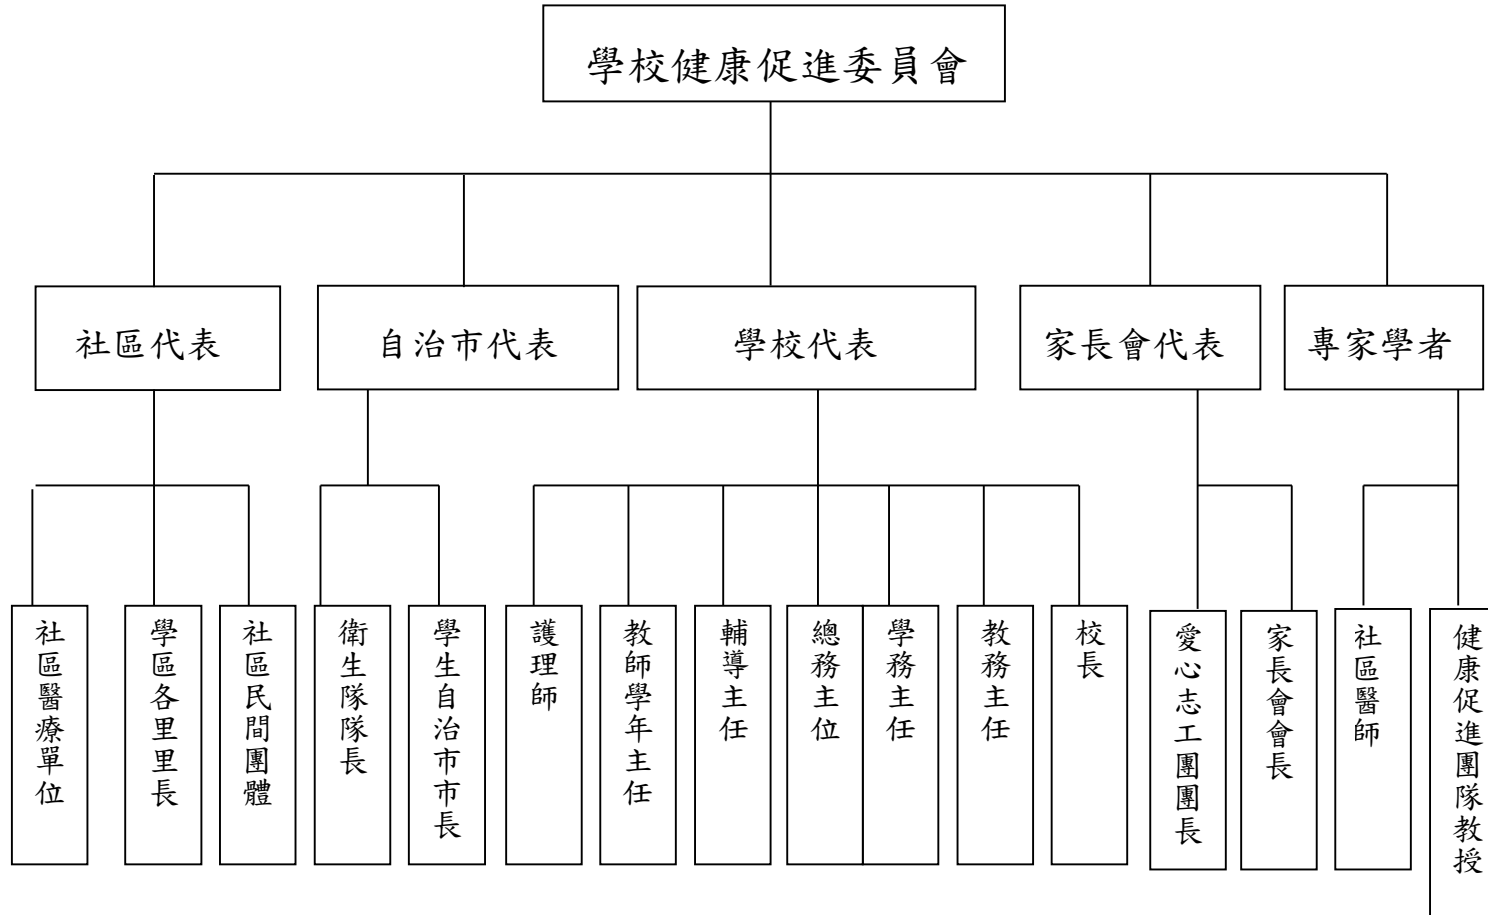 學校健康促進委員會
社區代表
自治市代表
學校代表
家長會代表
專家學者
社區醫療單位
學區各里里長
社區民間團體
衛生隊隊長
學生自治市市長
護理師
教師學年主任
輔導主任
總務主位
學務主任
教務主任
校長
愛心志工團團長
家長會會長
社區醫師
健康促進團隊教授